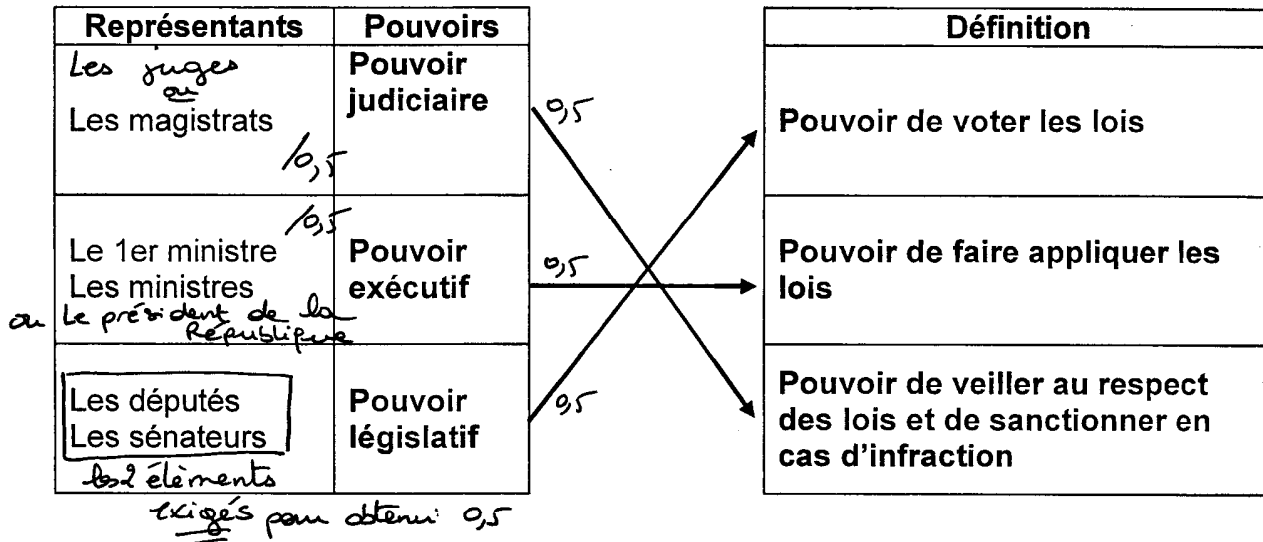 Représentants
Pouvoirs
Les juges
ou
Les magistrats
/0,5
Pouvoir
judiciaire
/0,5
Le 1er ministre
Les ministres
ou Le président de la
République
Pouvoir
exécutif
Les députés
Les sénateurs
les 2 éléments
exigés pour obtenir 0,5
Pouvoir
législatif
0,5
0,5
0,5
Définition
Pouvoir de voter les lois
Pouvoir de faire appliquer les
lois
Pouvoir de veiller au respect
des lois et de sanctionner en
cas d'infraction